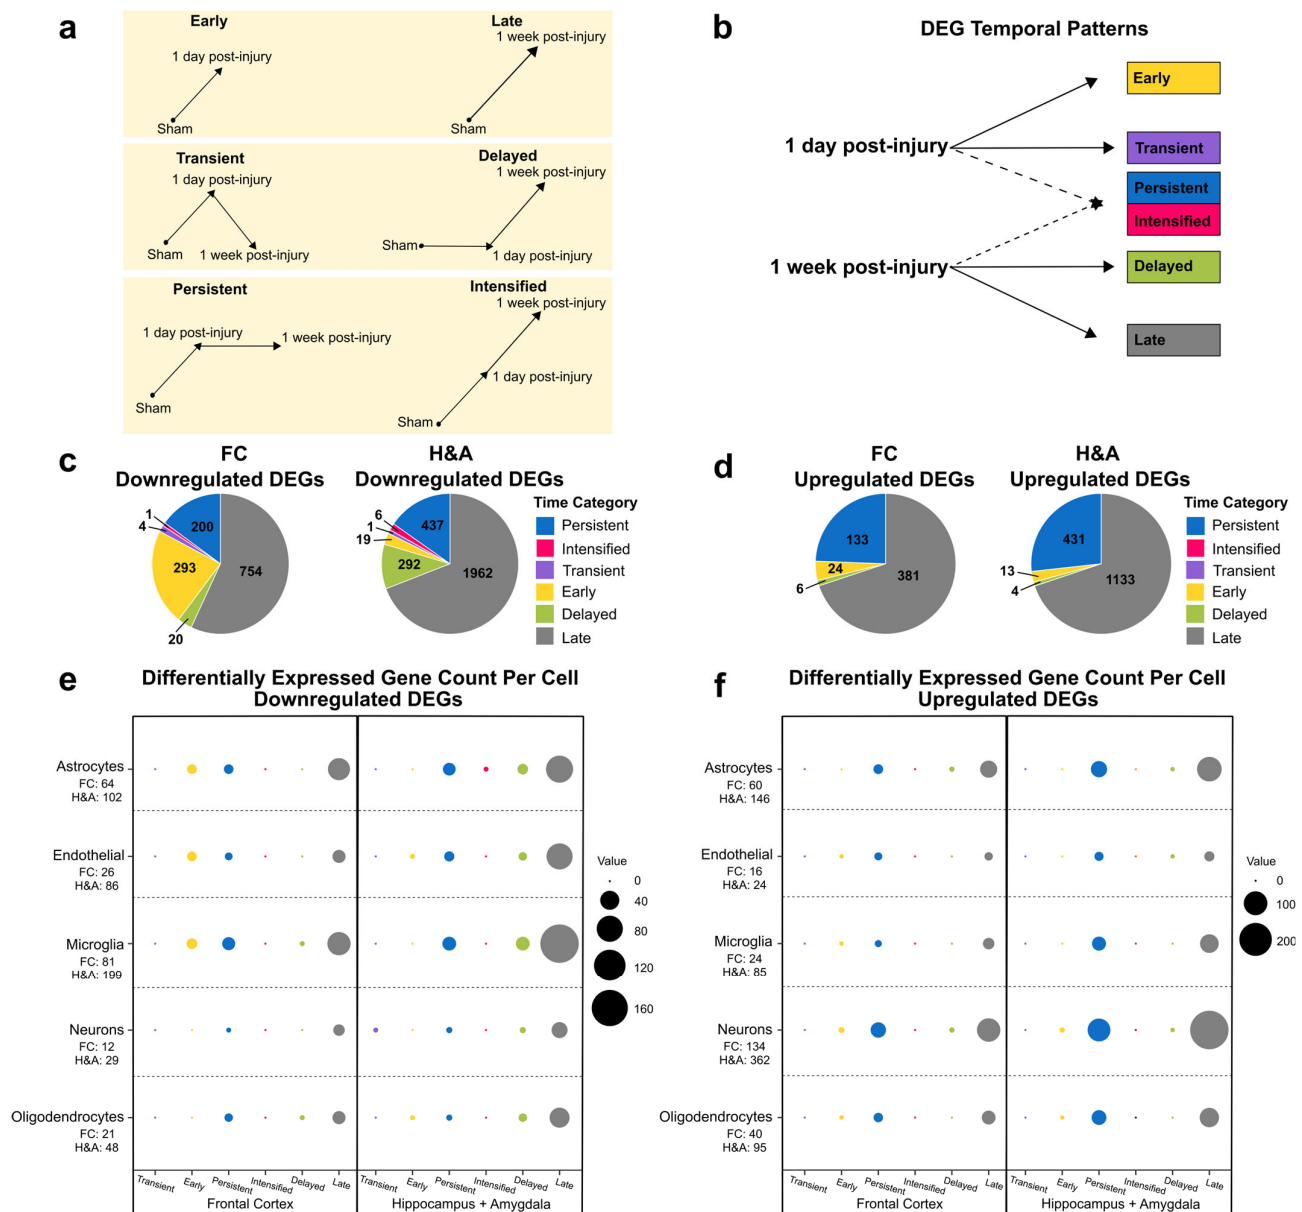 a
Early
1 day post-injury
Sham
Late
1 week post-injury
Sham
Transient
1 day post-injury
Sham
1 week post-injury
Delayed
1 week post-injury
Sham
1 day post-injury
Persistent
1 day post-injury
1 week post-injury
Sham
Intensified
1 week post-injury
1 day post-injury
Sham
b
DEG Temporal Patterns
1 day post-injury
1 week post-injury
Early
Transient
Persistent
Intensified
Delayed
Late
c
FC
Downregulated DEGs
1
4
200
293
754
20
H&A
Downregulated DEGs
6
1
19
437
292
1962
Time Category
Persistent
Intensified
Transient
Early
Delayed
Late
d
FC
Upregulated DEGs
133
24
6
381
H&A
Upregulated DEGs
431
13
4
1133
Time Category
Persistent
Intensified
Transient
Early
Delayed
Late
e
Differentially Expressed Gene Count Per Cell
Downregulated DEGs
Astrocytes
FC: 64
H&A: 102
Endothelial
FC: 26
H&A: 86
Microglia
FC: 81
H&A: 199
Neurons
FC: 12
H&A: 29
Oligodendrocytes
FC: 21
H&A: 48
Transient
Early
Persistent
Intensified
Delayed
Late
Transient
Early
Persistent
Intensified
Delayed
Late
Frontal Cortex
Hippocampus + Amygdala
Value
0
40
80
120
160
f
Differentially Expressed Gene Count Per Cell
Upregulated DEGs
Astrocytes
FC: 60
H&A: 146
Endothelial
FC: 16
H&A: 24
Microglia
FC: 24
H&A: 85
Neurons
FC: 134
H&A: 362
Oligodendrocytes
FC: 40
H&A: 95
Transient
Early
Persistent
Intensified
Delayed
Late
Transient
Early
Persistent
Intensified
Delayed
Late
Frontal Cortex
Hippocampus + Amygdala
Value
0
100
200